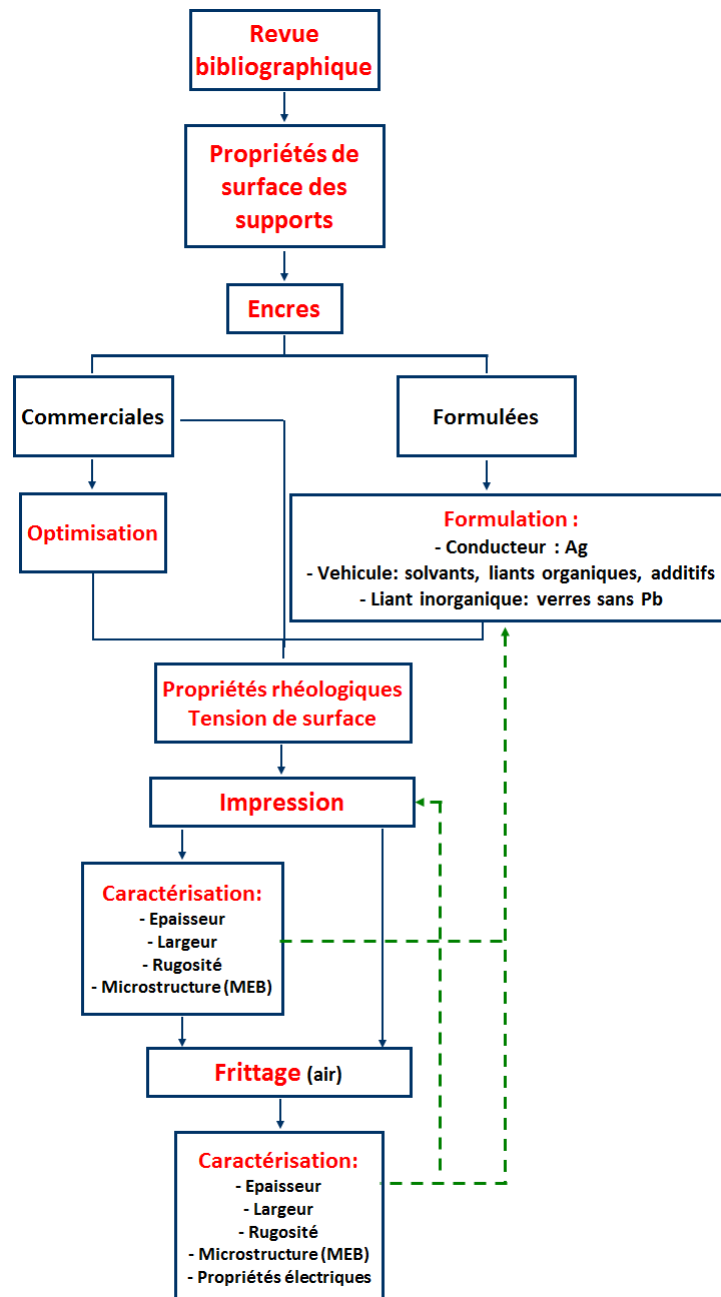 Revue
bibliographique
Propriétés de
surface des
supports
Encres
Commerciales
Formulées
Optimisation
Formulation :
- Conducteur : Ag
- Vehicule: solvants, liants organiques, additifs
- Liant inorganique: verres sans Pb
Propriétés rhéologiques
Tension de surface
Impression
Caractérisation:
- Epaisseur
- Largeur
- Rugosité
- Microstructure (MEB)
Frittage (air)
Caractérisation:
- Epaisseur
- Largeur
- Rugosité
- Microstructure (MEB)
- Propriétés électriques